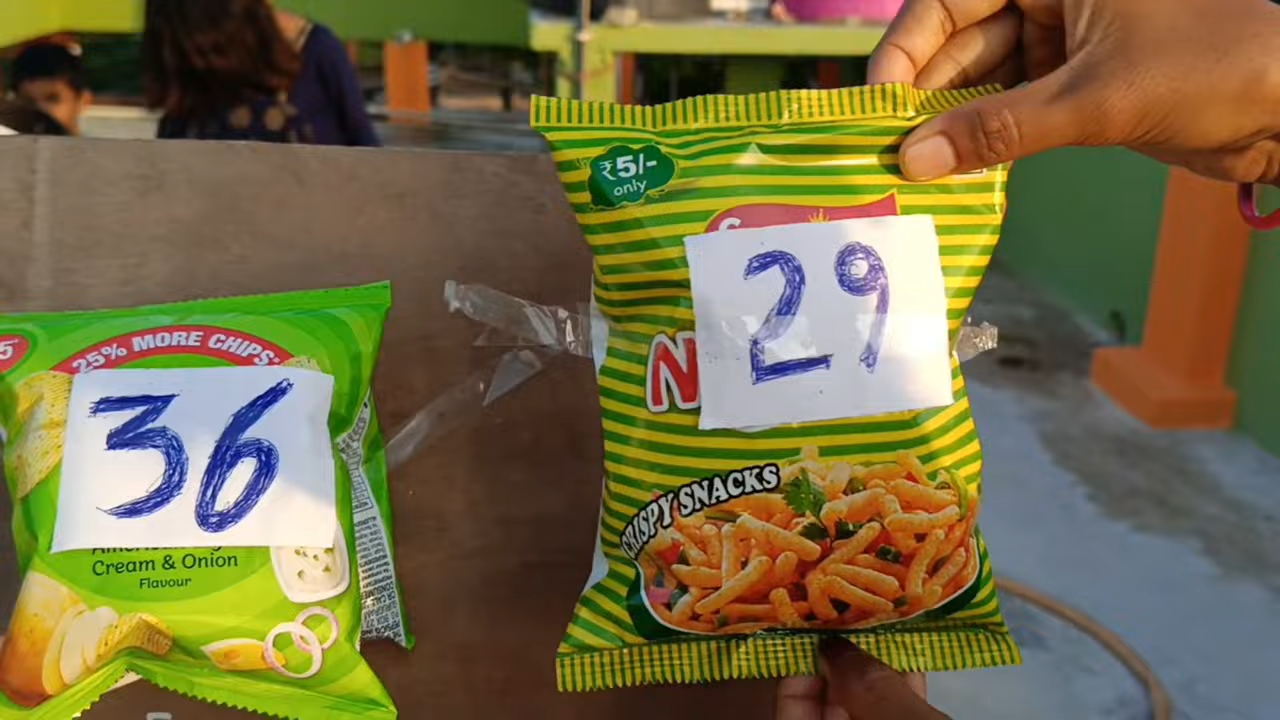 5
25% MORE CHIPS*
36
Cream & Onion
Flavour
₹5/-
only
29
N
CRISPY SNACKS